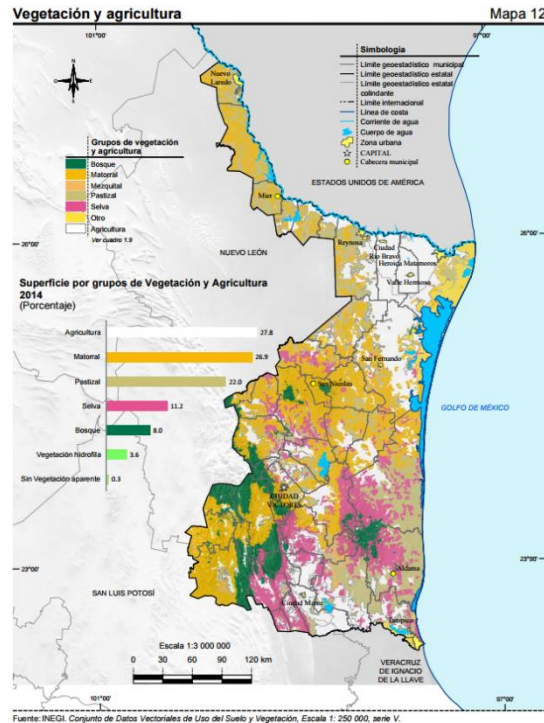 Vegetación y agricultura
Mapa 12
101°00'
97°00'
N
O
E
S
Simbología
Límite geoestadístico municipal
Límite geoestadístico estatal
Límite geoestadístico estatal
colindante
Límite internacional
Línea de costa
Corriente de agua
Cuerpo de agua
Zona urbana
CAPITAL
Cabecera municipal
Nuevo
Laredo
Grupos de vegetación
y agricultura
Bosque
Matorral
Mezquital
Pastizal
Selva
Otro
Agricultura
Ver cuadro 1.9
ESTADOS UNIDOS DE AMÉRICA
Mier
26°00'
26°00'
NUEVO LEÓN
Reynosa
Ciudad
Río Bravo
Heroica Matamoros
Valle Hermoso
Superficie por grupos de Vegetación y Agricultura
2014
(Porcentaje)
Agricultura 27.8
Matorral 26.9
Pastizal 22.0
Selva 11.2
Bosque 8.0
Vegetación hidrofila 3.6
Sin Vegetación aparente 0.3
San Fernando
San Nicolás
GOLFO DE MÉXICO
CIUDAD
VICTORIA
23°00'
23°00'
Aldama
SAN LUIS POTOSÍ
Ciudad Mante
Tampico
Escala 1:3 000 000
0 30 60 90 120 km
VERACRUZ
DE IGNACIO
DE LA LLAVE
101°00'
97°00'
Fuente: INEGI. Conjunto de Datos Vectoriales de Uso del Suelo y Vegetación, Escala 1: 250 000, serie V.